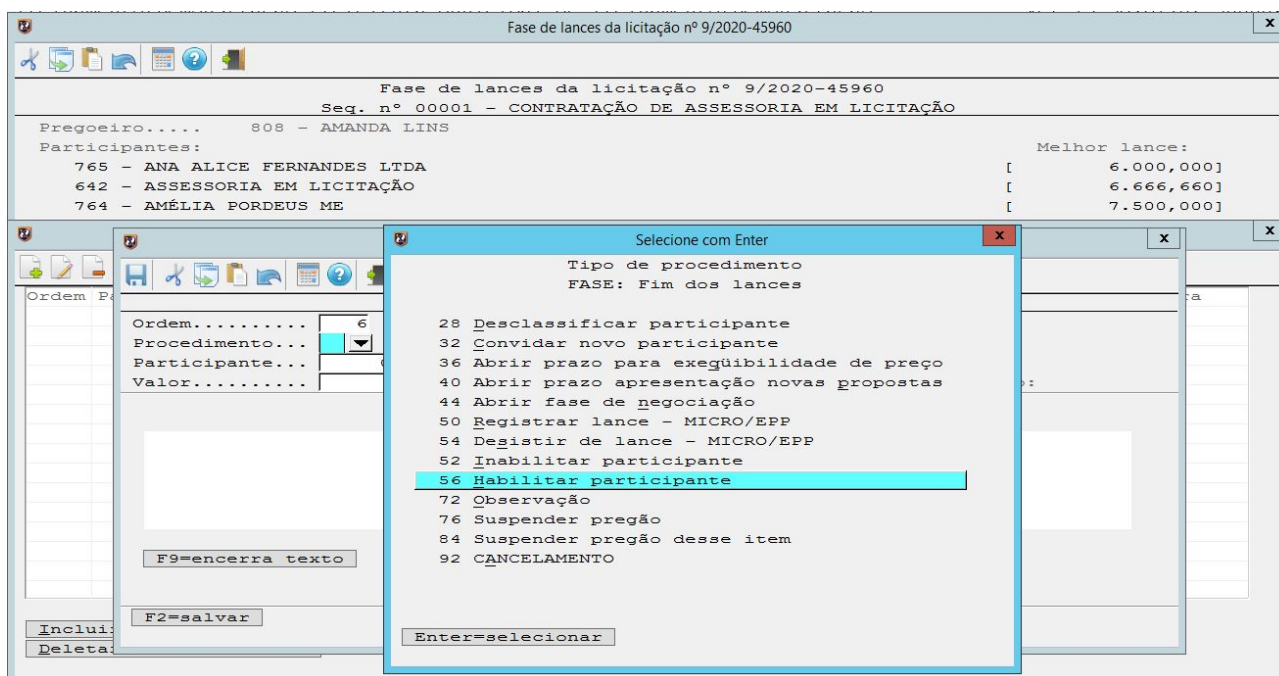 Fase de lances da licitação nº 9/2020-45960
x
Fase de lances da licitação nº 9/2020-45960
Seq. nº 00001 - CONTRATAÇÃO DE ASSESSORIA EM LICITAÇÃO
Pregoeiro..... 808 - AMANDA LINS
Participantes: Melhor lance:
765 - ANA ALICE FERNANDES LTDA [ 6.000,000]
642 - ASSESSORIA EM LICITAÇÃO [ 6.666,660]
764 - AMÉLIA PORDEUS ME [ 7.500,000]
x
x
Selecione com Enter x
Tipo de procedimento
FASE: Fim dos lances
Ordem
Ordem.......... 6
Procedimento...
Participante...
Valor..........
28 Desclassificar participante
32 Convidar novo participante
36 Abrir prazo para exeqüibilidade de preço
40 Abrir prazo apresentação novas propostas
44 Abrir fase de negociação
50 Registrar lance - MICRO/EPP
54 Desistir de lance - MICRO/EPP
52 Inabilitar participante
56 Habilitar participante
72 Observação
76 Suspender pregão
84 Suspender pregão desse item
92 CANCELAMENTO
F9=encerra texto
F2=salvar
Enter=selecionar
Inclui
Deleta